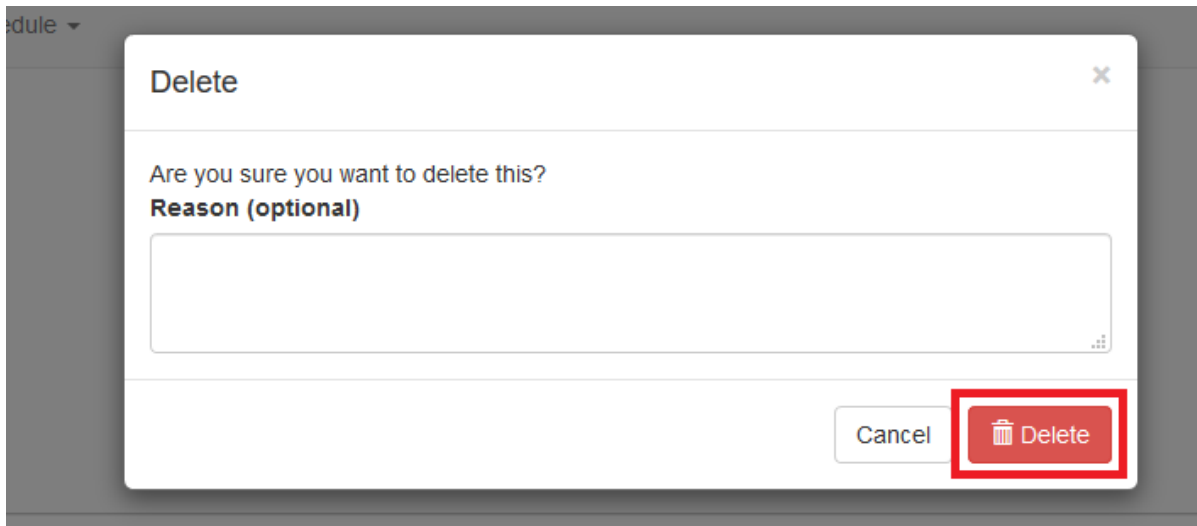 edule
Delete
×
Are you sure you want to delete this?
Reason (optional)
Cancel
Delete